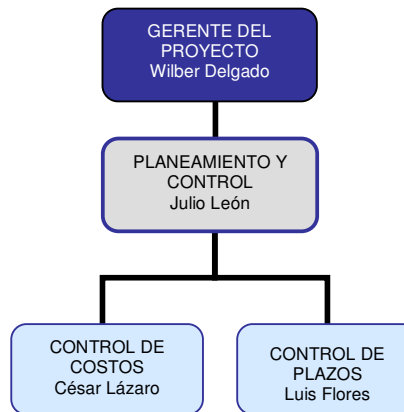 GERENTE DEL
PROYECTO
Wilber Delgado
PLANEAMIENTO Y
CONTROL
Julio León
CONTROL DE
COSTOS
César Lázaro
CONTROL DE
PLAZOS
Luis Flores